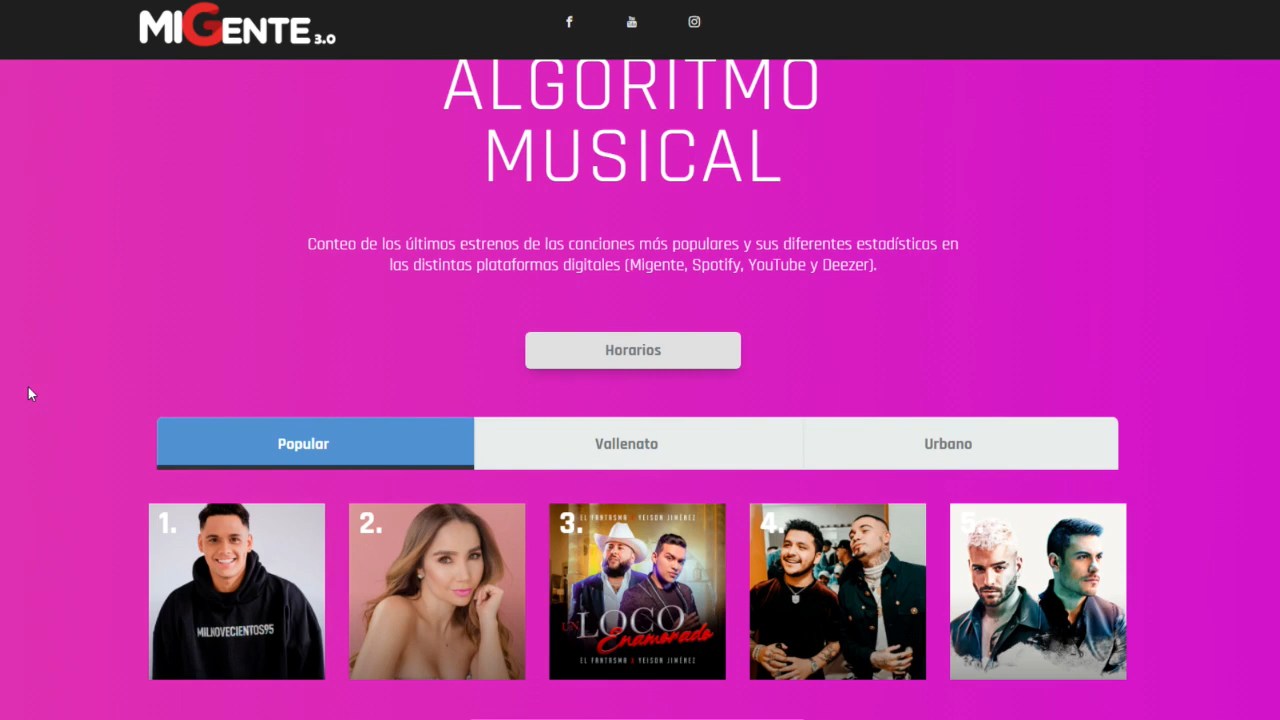 MIGENTE 3.0
ALGORITMO
MUSICAL
Conteo de los últimos estrenos de las canciones más populares y sus diferentes estadísticas en
las distintas plataformas digitales (Migente, Spotify, YouTube y Deezer).
Horarios
Popular
Vallenato
Urbano
1.
2.
3.
4.
5.
MILNOVECIENTOS95
EL FANTASMA Y YEISON JIMÉNEZ
UN LOCO
Enamorado
EL FANTASMA Y YEISON JIMÉNEZ